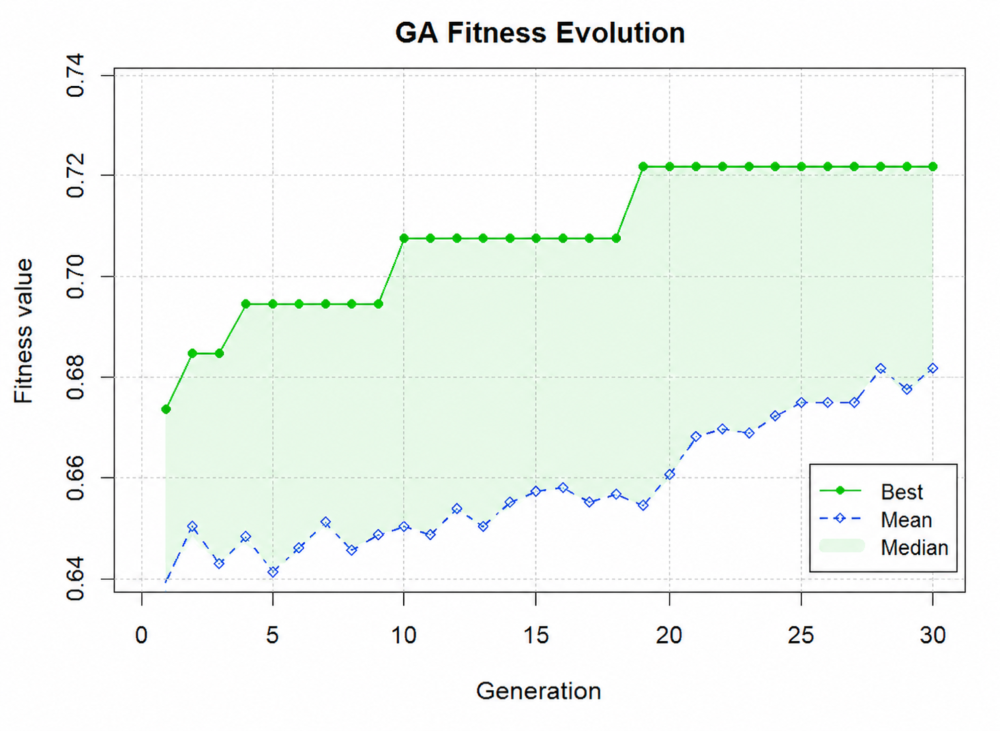 GA Fitness Evolution
Fitness value
0.74
0.72
0.70
0.68
0.66
0.64
Best
Mean
Median
0 5 10 15 20 25 30
Generation